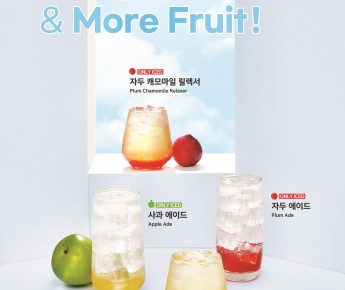 & More Fruit!
ONLY ICED
자두 캐모마일 릴렉서
Plum Chamomile Relaxer
ONLY ICED
사과 에이드
Apple Ade
ONLY ICED
자두 에이드
Plum Ade